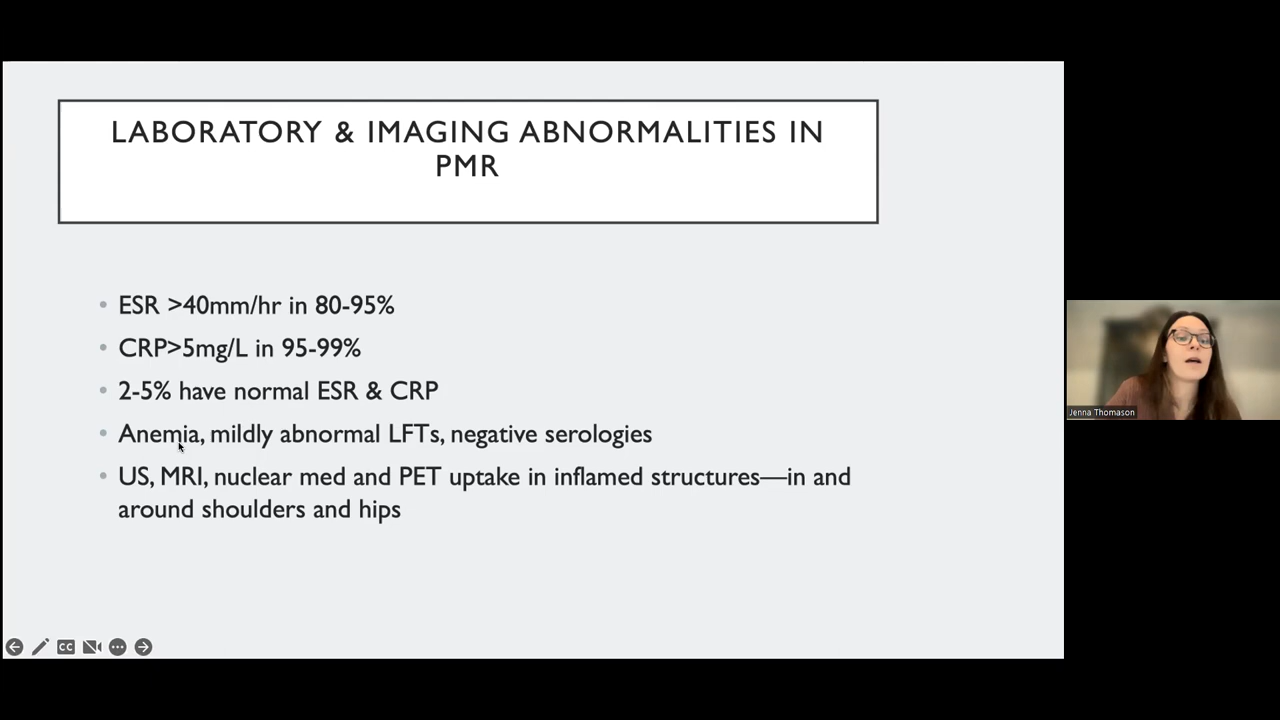 LABORATORY & IMAGING ABNORMALITIES IN
PMR
• ESR >40mm/hr in 80-95%
• CRP>5mg/L in 95-99%
• 2-5% have normal ESR & CRP
• Anemia, mildly abnormal LFTs, negative serologies
• US, MRI, nuclear med and PET uptake in inflamed structures—in and
around shoulders and hips
Jenna Thomason
CC